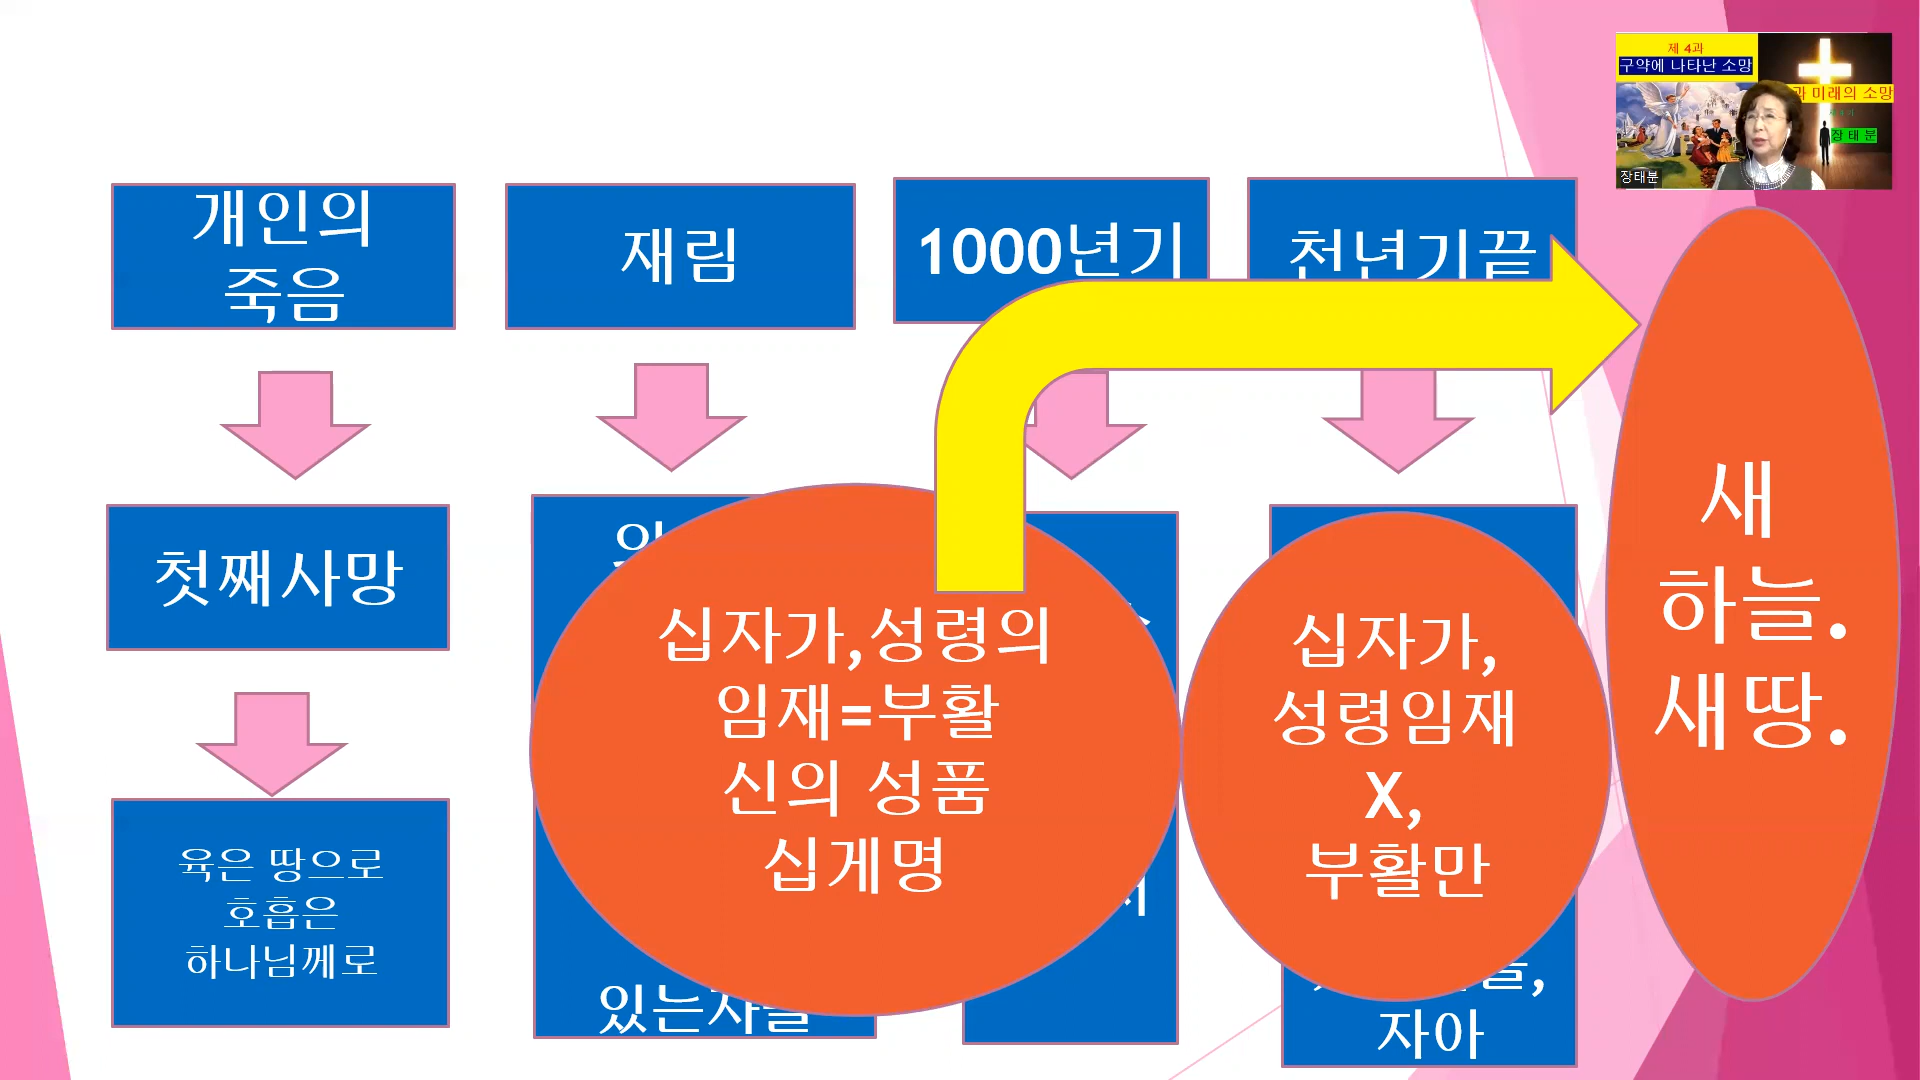 제 4과
구약에 나타난 소망
과 미래의 소망
장 태 분
장태분
개인의
죽음
재림
1000년기
천년기끝
첫째사망
육은 땅으로
호흡은
하나님께로
있는자들
십자가,성령의
임재=부활
신의 성품
십계명
십자가,
성령임재
X,
부활만
자아
새
하늘.
새땅.